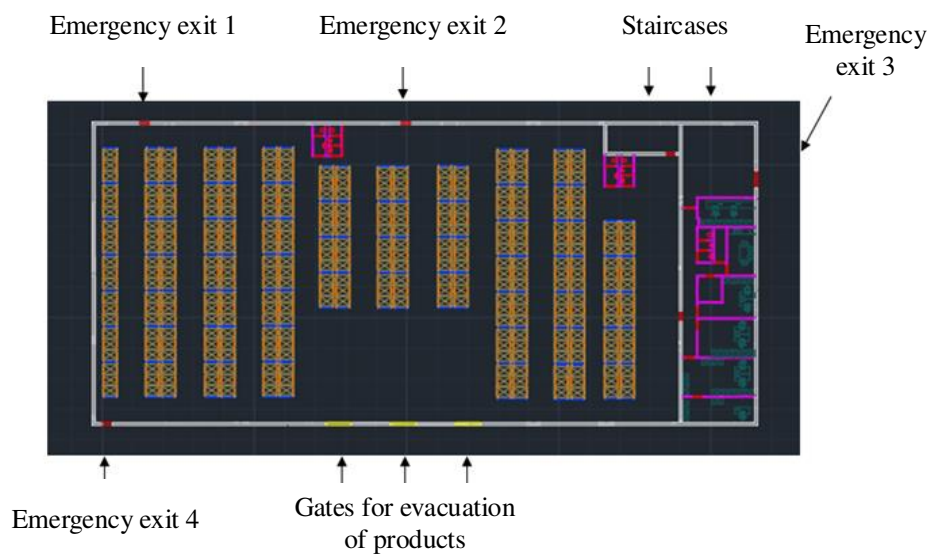 Emergency exit 1
Emergency exit 2
Staircases
Emergency
exit 3
Emergency exit 4
Gates for evacuation
of products